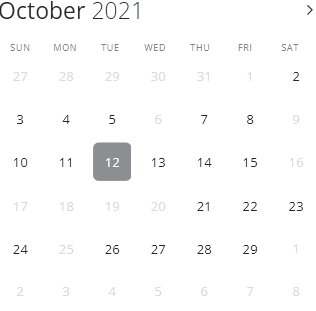 October 2021
SUN MON TUE WED THU FRI SAT
27 28 29 30 31 1 2
3 4 5 6 7 8 9
10 11 12 13 14 15 16
17 18 19 20 21 22 23
24 25 26 27 28 29 1
2 3 4 5 6 7 8